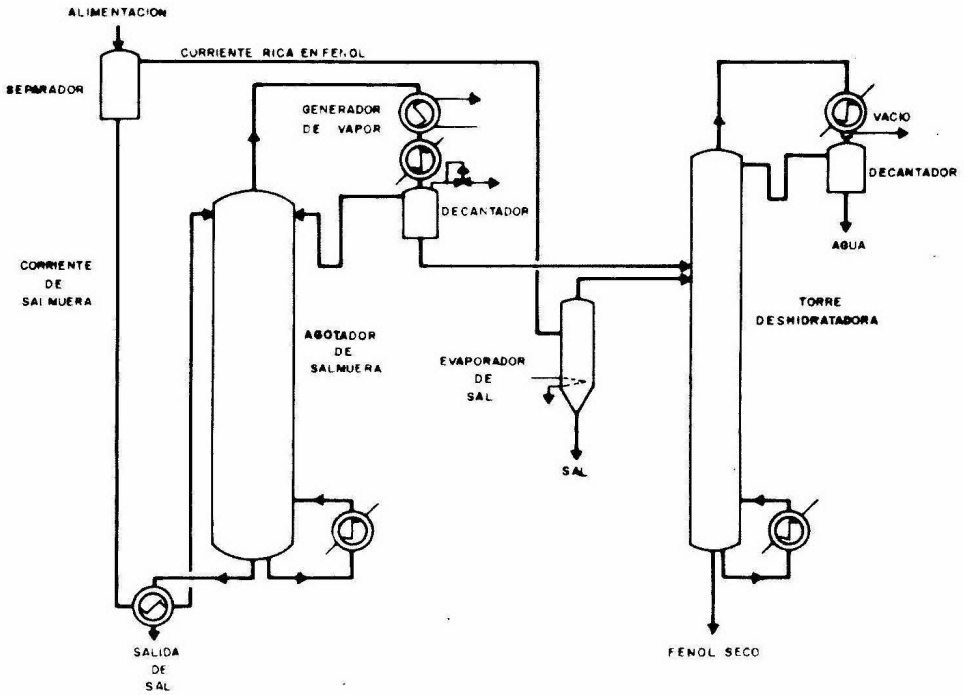 ALIMENTACION
CORRIENTE RICA EN FENOL
SEPARADOR
GENERADOR
DE VAPOR
VACIO
DECANTADOR
DECANTADOR
AGUA
CORRIENTE
DE
SALMUERA
AGOTADOR
DE
SALMUERA
TORRE
DESHIDRATADORA
EVAPORADOR
DE
SAL
SAL
SALIDA
DE
SAL
FENOL SECO